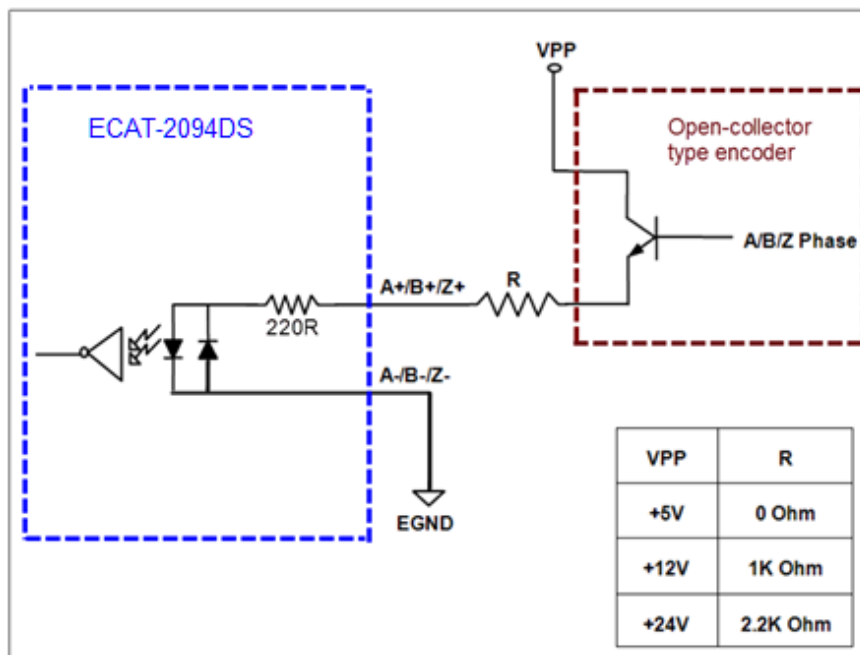 VPP
ECAT-2094DS
Open-collector
type encoder
A/B/Z Phase
A+/B+/Z+
R
220R
A-/B-/Z-
EGND
VPP R
+5V 0 Ohm
+12V 1K Ohm
+24V 2.2K Ohm